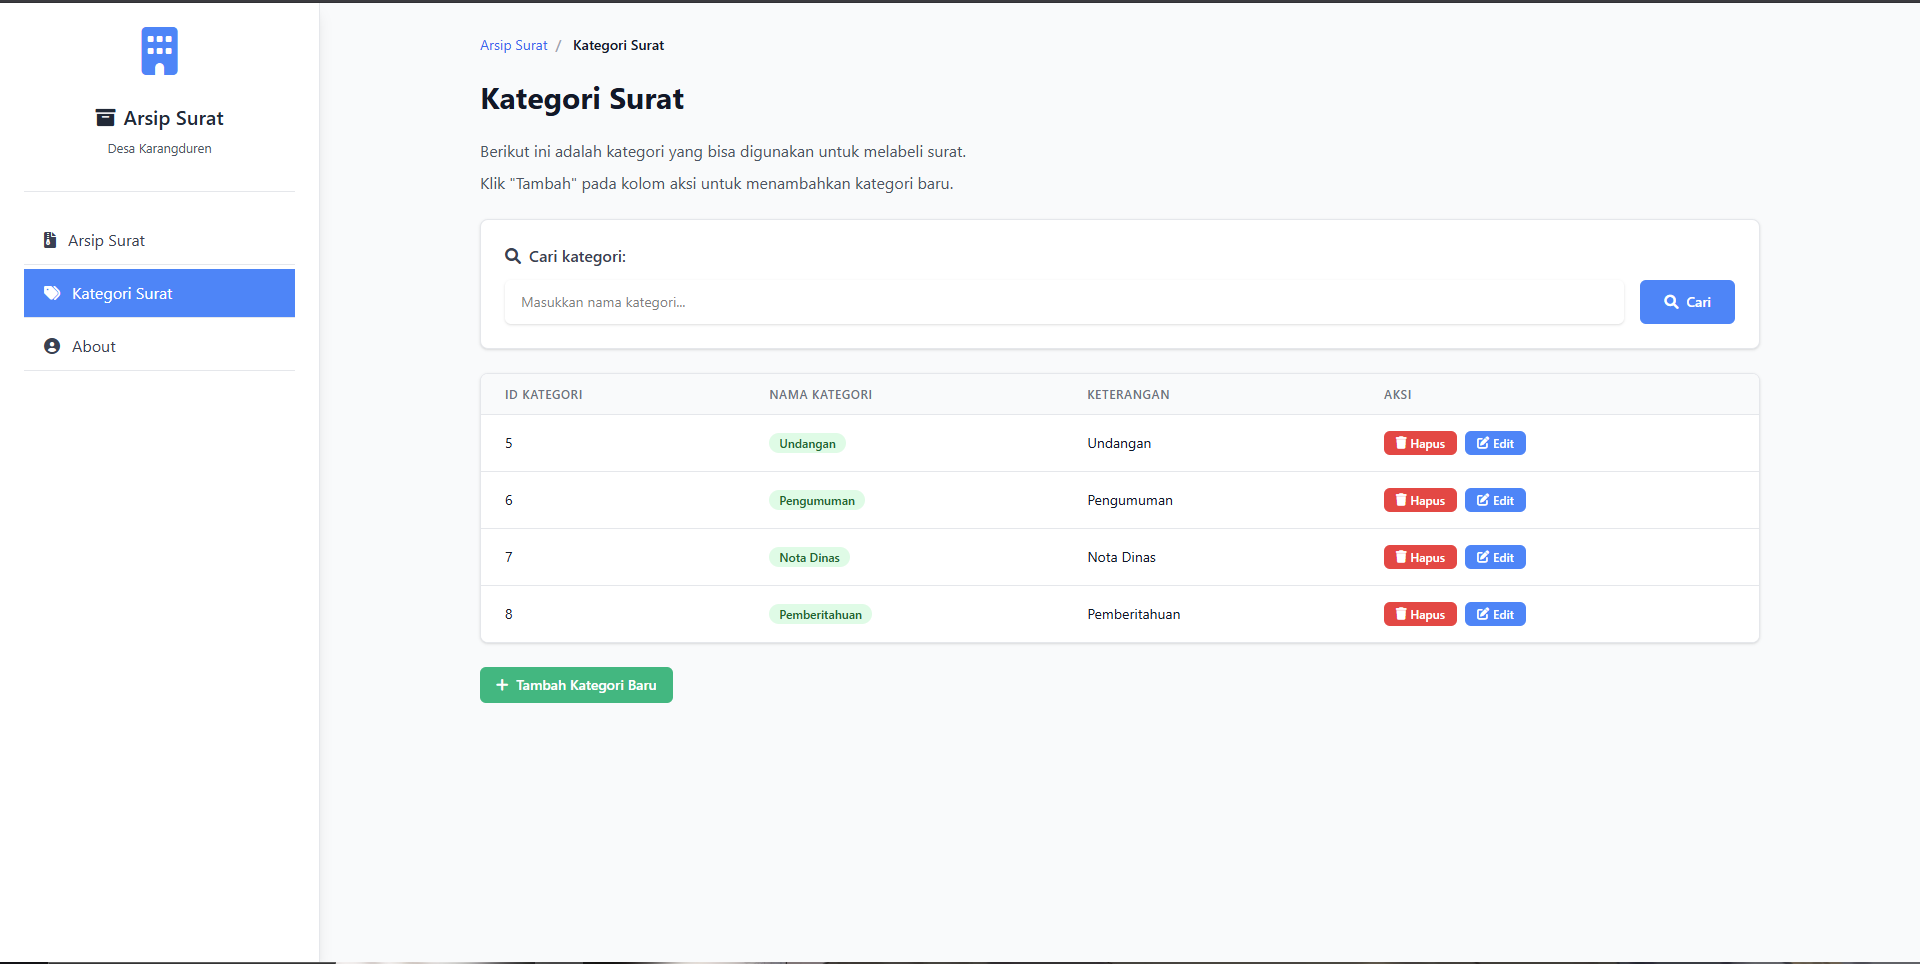 Arsip Surat
Desa Karangduren
Arsip Surat
Kategori Surat
About
Arsip Surat / Kategori Surat
Kategori Surat
Berikut ini adalah kategori yang bisa digunakan untuk melabeli surat.
Klik "Tambah" pada kolom aksi untuk menambahkan kategori baru.
Cari kategori:
Masukkan nama kategori...
Cari
ID KATEGORI NAMA KATEGORI KETERANGAN AKSI
5 Undangan Undangan Hapus Edit
6 Pengumuman Pengumuman Hapus Edit
7 Nota Dinas Nota Dinas Hapus Edit
8 Pemberitahuan Pemberitahuan Hapus Edit
+ Tambah Kategori Baru